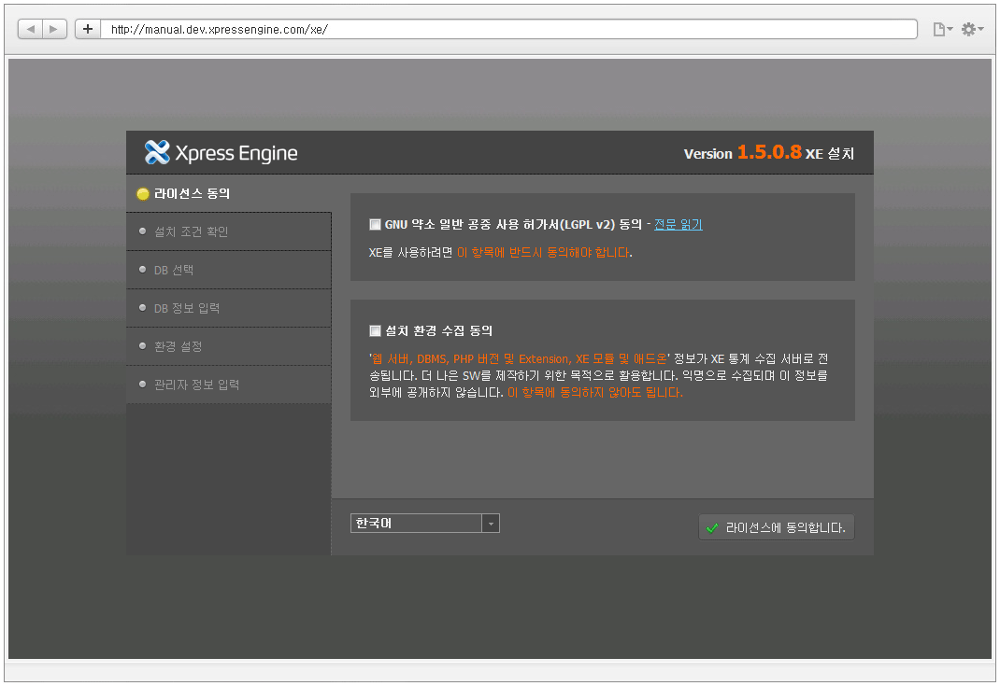 http://manual.dev.xpressengine.com/xe/
Xpress Engine
Version 1.5.0.8 XE 설치
라이선스 동의
설치 조건 확인
DB 선택
DB 정보 입력
환경 설정
관리자 정보 입력
GNU 약소 일반 공중 사용 허가서(LGPL v2) 동의 - 전문 읽기
XE를 사용하려면 이 항목에 반드시 동의해야 합니다.
설치 환경 수집 동의
'웹 서버, DBMS, PHP 버전 및 Extension, XE 모듈 및 애드온' 정보가 XE 통계 수집 서버로 전
송됩니다. 더 나은 SW를 제작하기 위한 목적으로 활용합니다. 익명으로 수집되며 이 정보를
외부에 공개하지 않습니다. 이 항목에 동의하지 않아도 됩니다.
한국어
라이선스에 동의합니다.